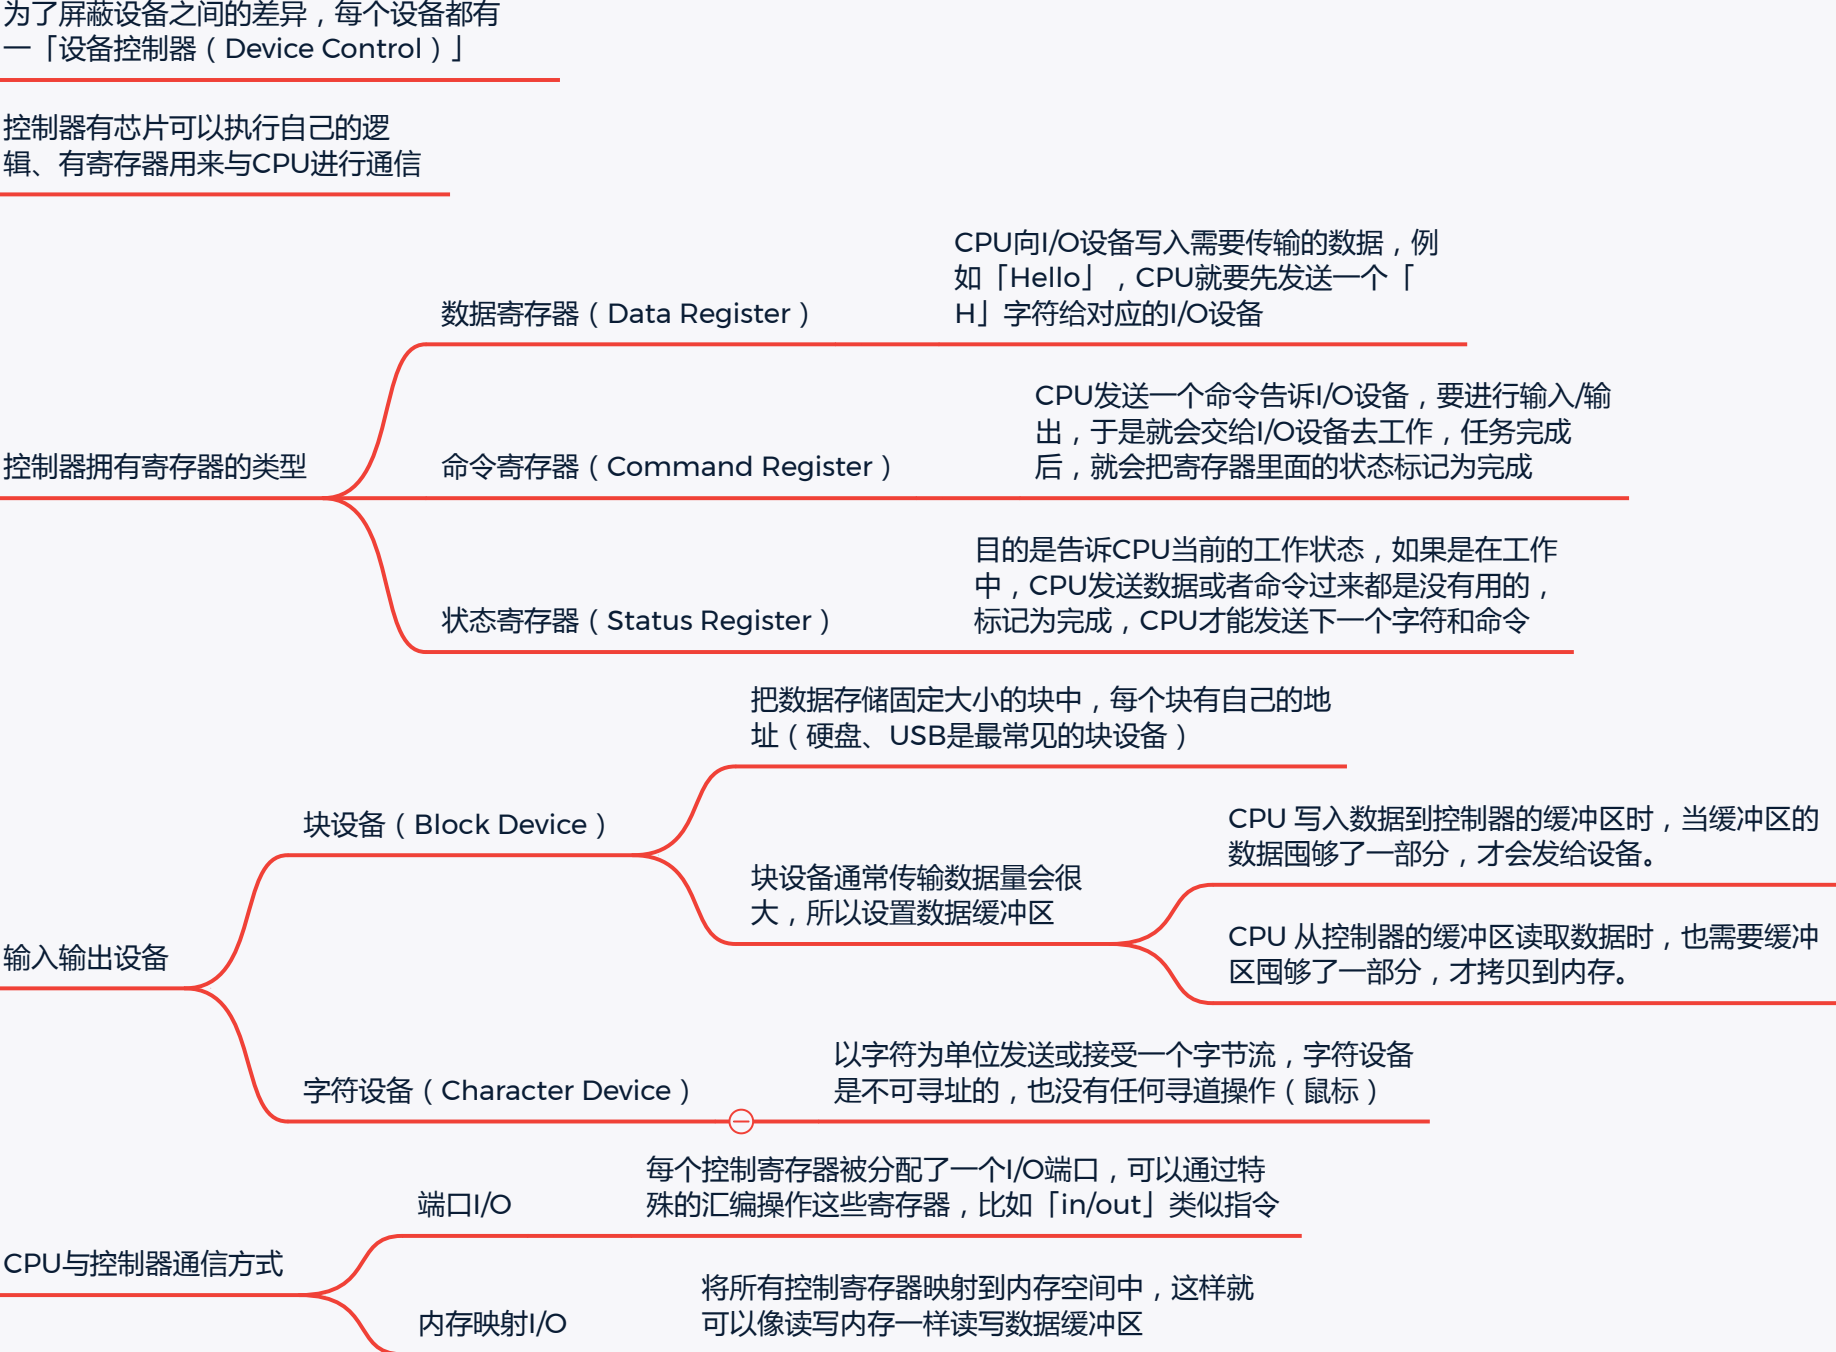 为了屏蔽设备之间的差异，每个设备都有
一「设备控制器（Device Control）」
控制器有芯片可以执行自己的逻
辑、有寄存器用来与CPU进行通信
控制器拥有寄存器的类型
数据寄存器（Data Register）
CPU向I/O设备写入需要传输的数据，例
如「Hello」，CPU就要先发送一个「
H」字符给对应的I/O设备
命令寄存器（Command Register）
CPU发送一个命令告诉I/O设备，要进行输入/输
出，于是就会交给I/O设备去工作，任务完成
后，就会把寄存器里面的状态标记为完成
状态寄存器（Status Register）
目的是告诉CPU当前的工作状态，如果是在工作
中，CPU发送数据或者命令过来都是没有用的，
标记为完成，CPU才能发送下一个字符和命令
输入输出设备
块设备（Block Device）
把数据存储固定大小的块中，每个块有自己的地
址（硬盘、USB是最常见的块设备）
块设备通常传输数据量会很
大，所以设置数据缓冲区
CPU 写入数据到控制器的缓冲区时，当缓冲区的
数据囤够了一部分，才会发给设备。
CPU 从控制器的缓冲区读取数据时，也需要缓冲
区囤够了一部分，才拷贝到内存。
字符设备（Character Device）
以字符为单位发送或接受一个字节流，字符设备
是不可寻址的，也没有任何寻道操作（鼠标）
CPU与控制器通信方式
端口I/O
每个控制寄存器被分配了一个I/O端口，可以通过特
殊的汇编操作这些寄存器，比如「in/out」类似指令
内存映射I/O
将所有控制寄存器映射到内存空间中，这样就
可以像读写内存一样读写数据缓冲区